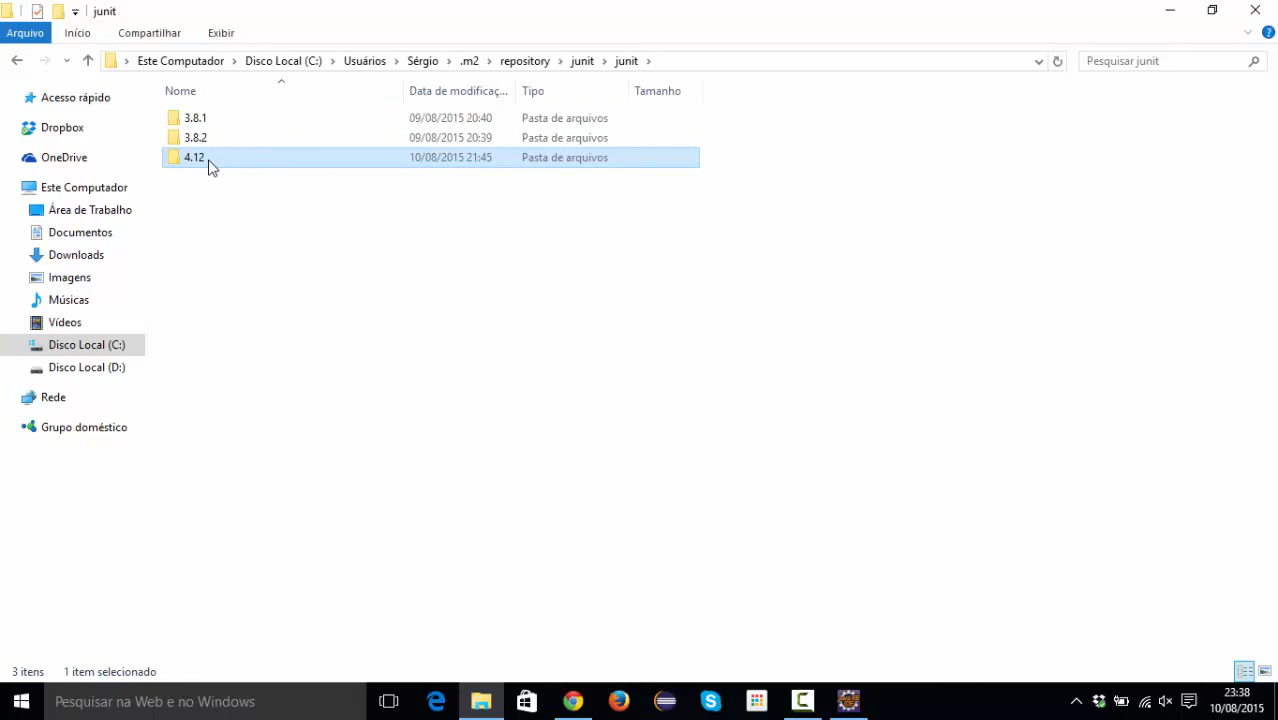 junit
Arquivo Início Compartilhar Exibir
Este Computador Disco Local (C:) Usuários Sérgio .m2 repository junit junit
Pesquisar junit
Nome Data de modificaç... Tipo Tamanho
3.8.1 09/08/2015 20:40 Pasta de arquivos
3.8.2 09/08/2015 20:39 Pasta de arquivos
4.12 10/08/2015 21:45 Pasta de arquivos
Acesso rápido
Dropbox
OneDrive
Este Computador
Área de Trabalho
Documentos
Downloads
Imagens
Músicas
Vídeos
Disco Local (C:)
Disco Local (D:)
Rede
Grupo doméstico
3 itens 1 item selecionado
Pesquisar na Web e no Windows
23:38
10/08/2015